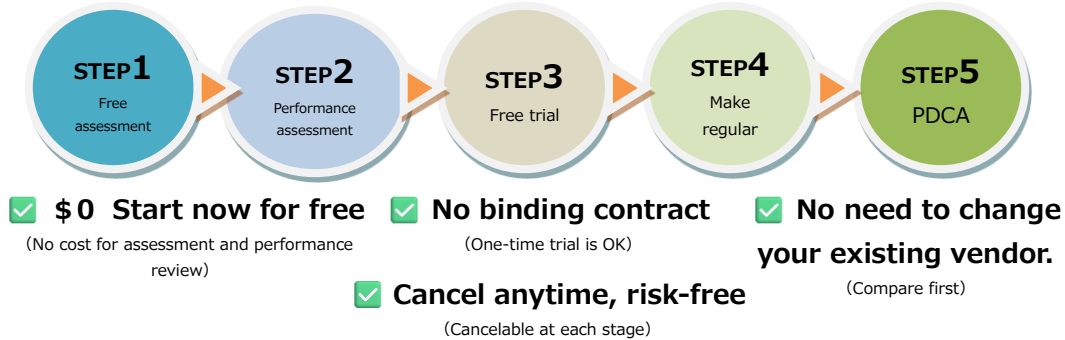 STEP1
Free
assessment
STEP2
Performance
assessment
STEP3
Free trial
STEP4
Make
regular
STEP5
PDCA
✅ $0 Start now for free
(No cost for assessment and performance
review)
✅ No binding contract
(One-time trial is OK)
✅ No need to change
your existing vendor.
(Compare first)
✅ Cancel anytime, risk-free
(Cancelable at each stage)